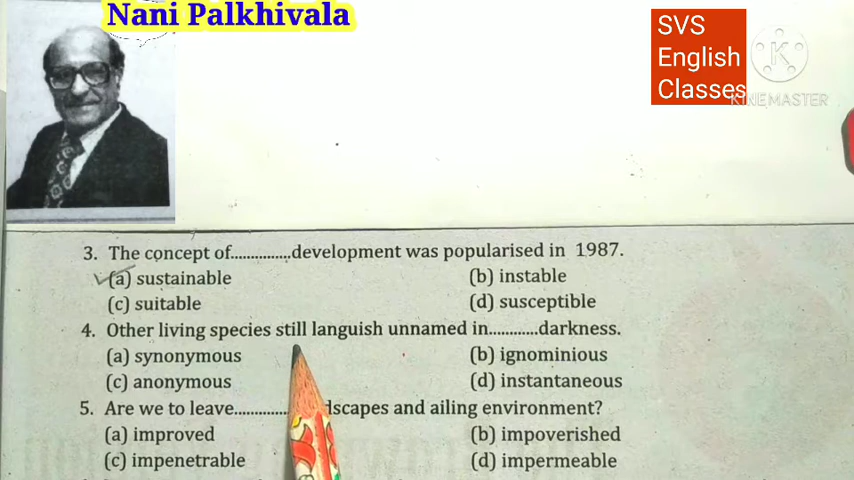 Nani Palkhivala
SVS
English
Classes
K
KINEMASTER
3. The concept of...............development was popularised in 1987.
(a) sustainable (b) instable
(c) suitable (d) susceptible
4. Other living species still languish unnamed in............darkness.
(a) synonymous (b) ignominious
(c) anonymous (d) instantaneous
5. Are we to leave.............. dscapes and ailing environment?
(a) improved (b) impoverished
(c) impenetrable (d) impermeable